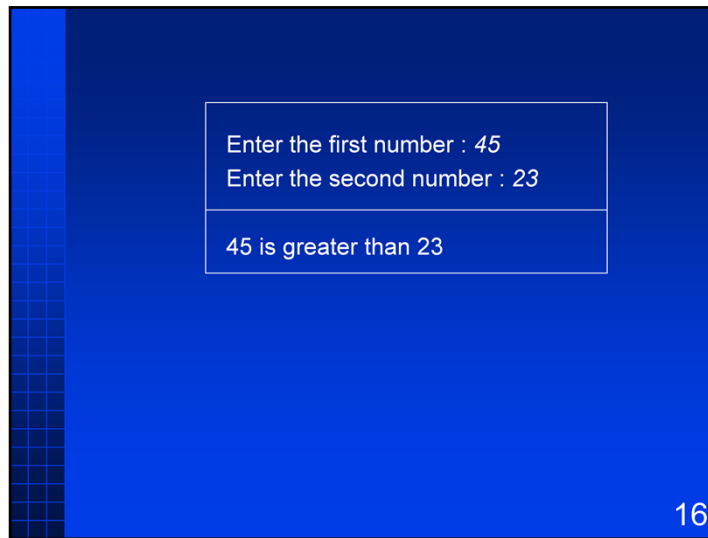 Enter the first number : 45
Enter the second number : 23
45 is greater than 23
16